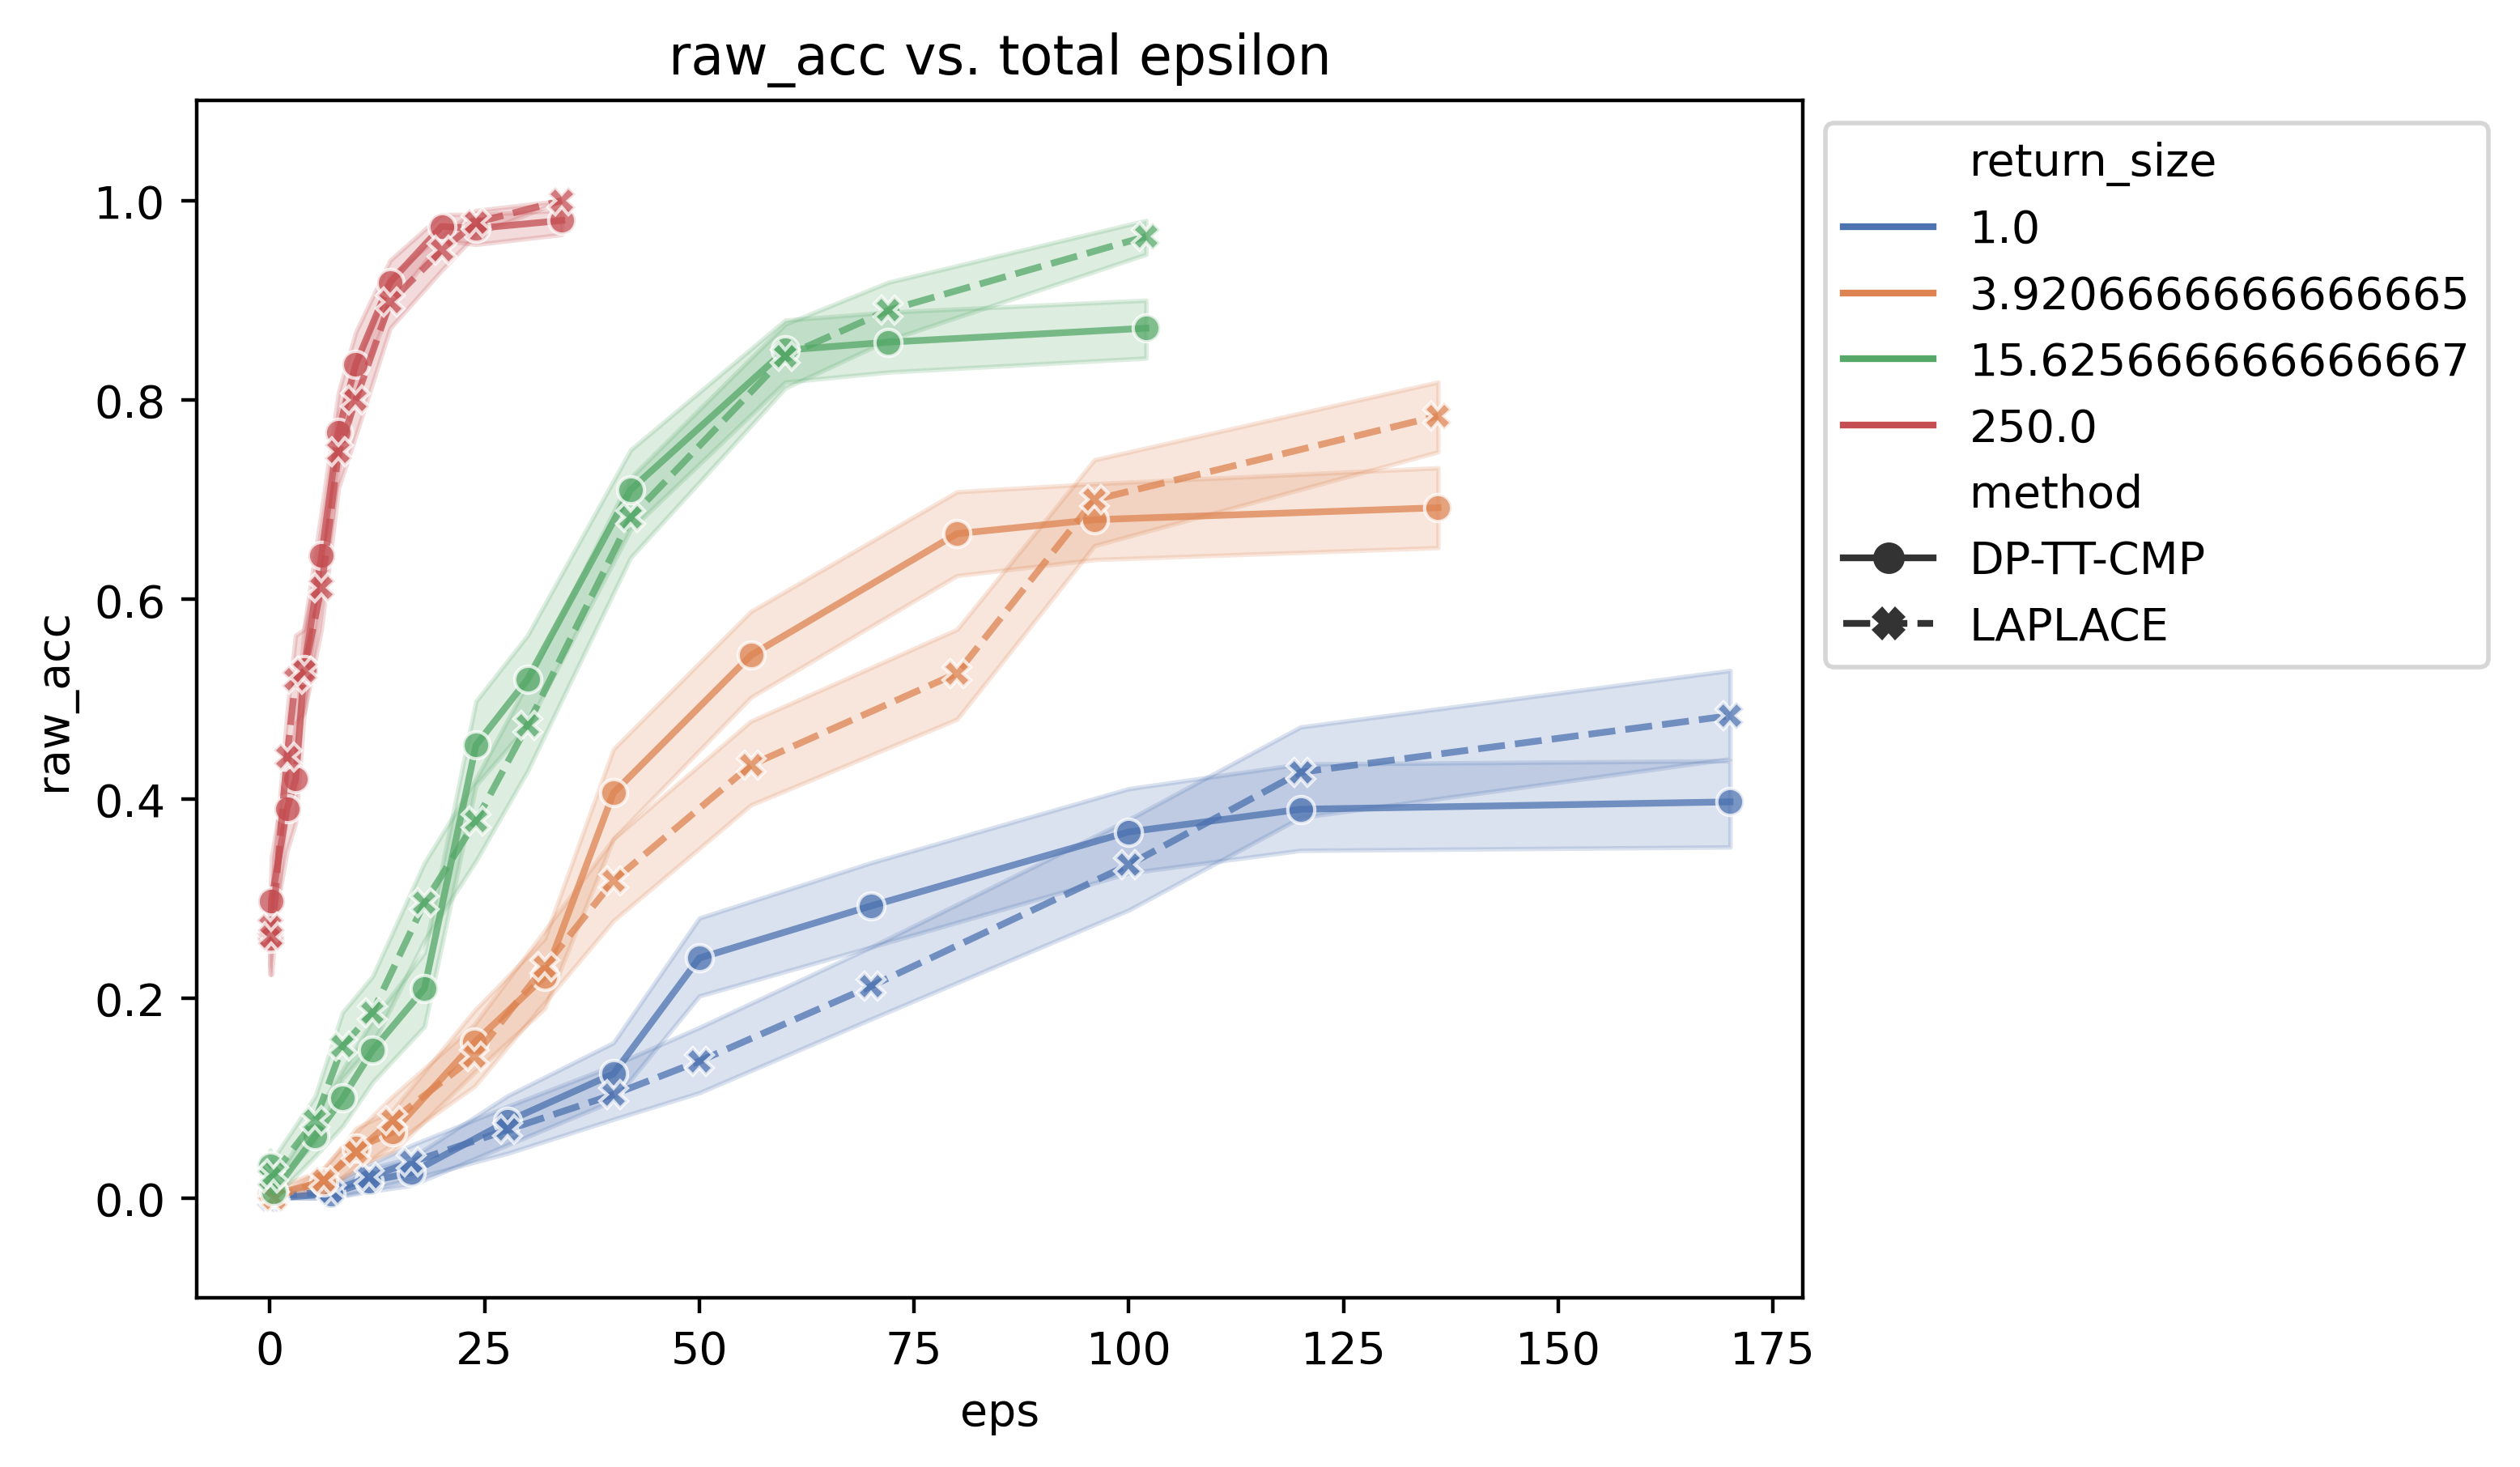 raw_acc vs. total epsilon
raw_acc
1.0
0.8
0.6
0.4
0.2
0.0
0 25 50 75 100 125 150 175
eps
return_size
1.0
3.9206666666666665
15.625666666666667
250.0
method
DP-TT-CMP
LAPLACE